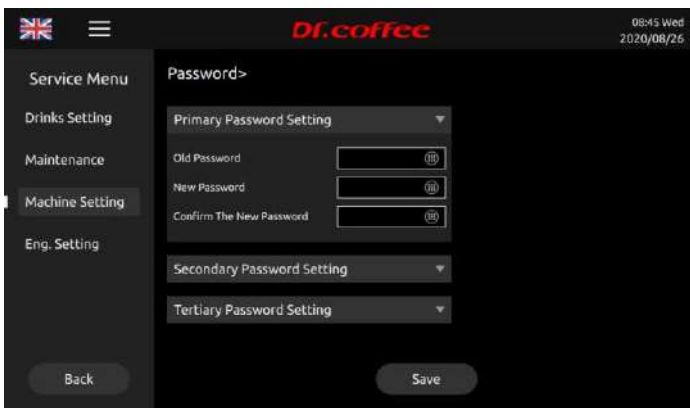 Dr.coffee
08:45 Wed
2020/08/26
Service Menu
Drinks Setting
Maintenance
Machine Setting
Eng. Setting
Back
Password>
Primary Password Setting
Old Password
New Password
Confirm The New Password
Secondary Password Setting
Tertiary Password Setting
Save